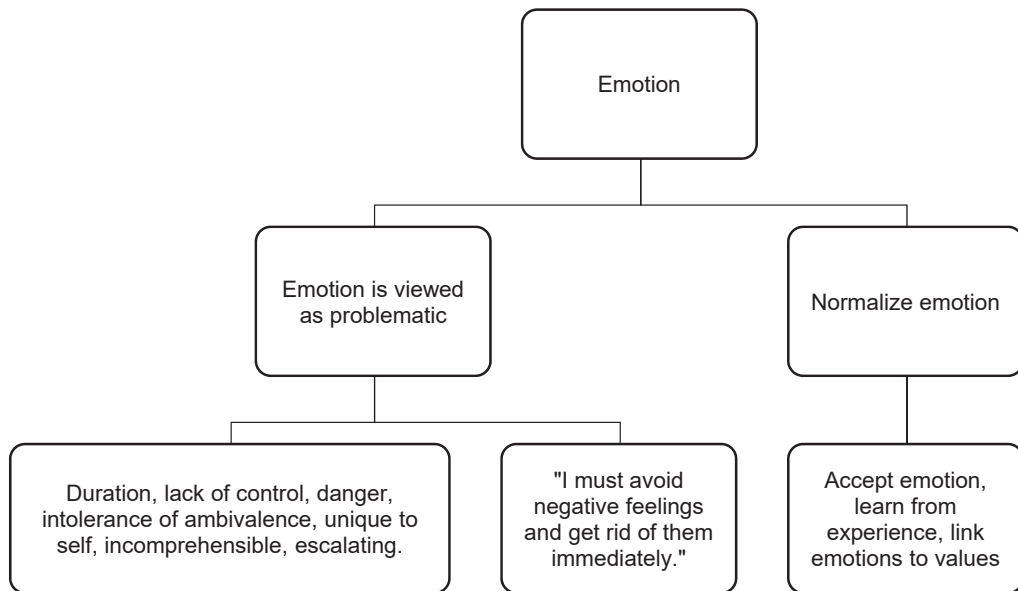 Emotion
Emotion is viewed
as problematic
Normalize emotion
Duration, lack of control, danger,
intolerance of ambivalence, unique to
self, incomprehensible, escalating.
"I must avoid
negative feelings
and get rid of them
immediately."
Accept emotion,
learn from
experience, link
emotions to values